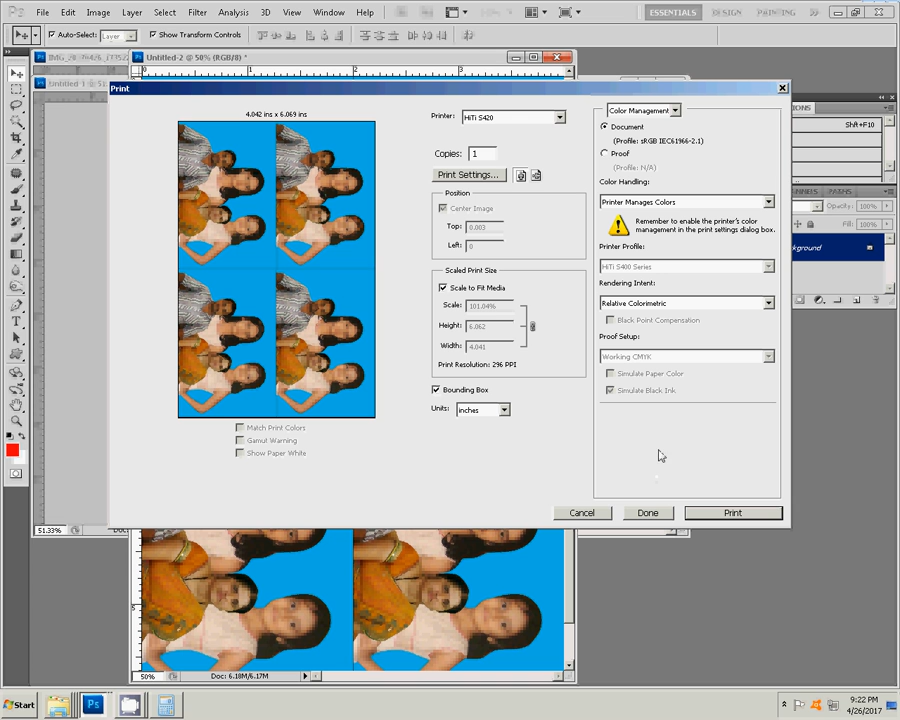 Ps File Edit Image Layer Select Filter Analysis 3D View Window Help
ESSENTIALS DESIGN PAINTING
Auto-Select: Layer Show Transform Controls
Untitled-2 @ 50% (RGB/8) *
0 1 2 3
Print
4.042 ins x 6.069 ins
Printer: HiTi S420
Copies: 1
Print Settings...
Position
Center Image
Top: 0.003
Left: 0
Scaled Print Size
Scale to Fit Media
Scale: 101.04%
Height: 6.062
Width: 4.041
Print Resolution: 296 PPI
Bounding Box
Units: inches
Match Print Colors
Gamut Warning
Show Paper White
Color Management
Document
(Profile: sRGB IEC61966-2.1)
Proof
(Profile: N/A)
Color Handling:
Printer Manages Colors
Remember to enable the printer's color
management in the print settings dialog box.
Printer Profile:
HiTi S400 Series
Rendering Intent:
Relative Colorimetric
Black Point Compensation
Proof Setup:
Working CMYK
Simulate Paper Color
Simulate Black Ink
Cancel Done Print
Shft+F10
PATHS
Opacity: 100%
Fill: 100%
51.33%
50% Doc: 6.18M/6.17M
Start Ps
9:22 PM
4/26/2017